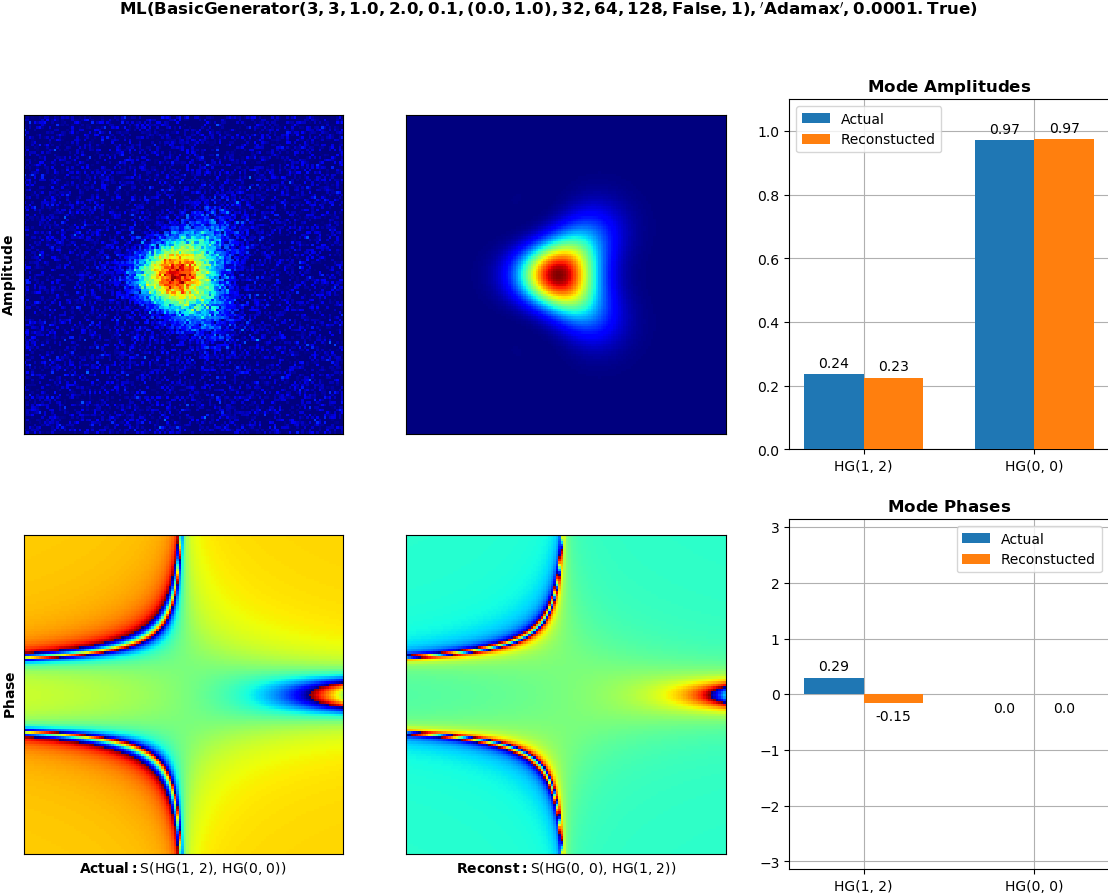 ML(BasicGenerator(3, 3, 1.0, 2.0, 0.1, (0.0, 1.0), 32, 64, 128, False, 1), ′Adamax′, 0.0001. True)
Amplitude
Mode Amplitudes
Actual
Reconstucted
1.0
0.8
0.6
0.4
0.2
0.0
0.24
0.23
0.97
0.97
HG(1, 2)
HG(0, 0)
Phase
Actual: S(HG(1, 2), HG(0, 0))
Reconst: S(HG(0, 0), HG(1, 2))
Mode Phases
Actual
Reconstucted
3
2
1
0
−1
−2
−3
0.29
-0.15
0.0
0.0
HG(1, 2)
HG(0, 0)